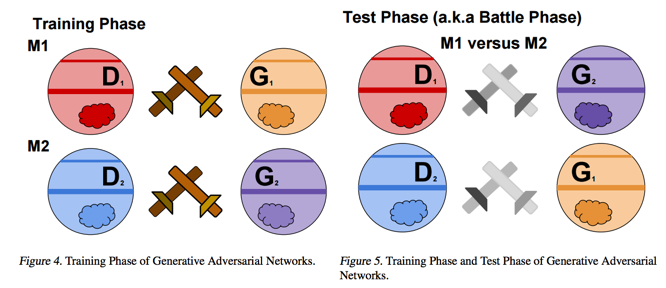 Training Phase
M1
D1
G1
M2
D2
G2
Figure 4. Training Phase of Generative Adversarial Networks.
Test Phase (a.k.a Battle Phase)
M1 versus M2
D1
G2
D2
G1
Figure 5. Training Phase and Test Phase of Generative Adversarial
Networks.